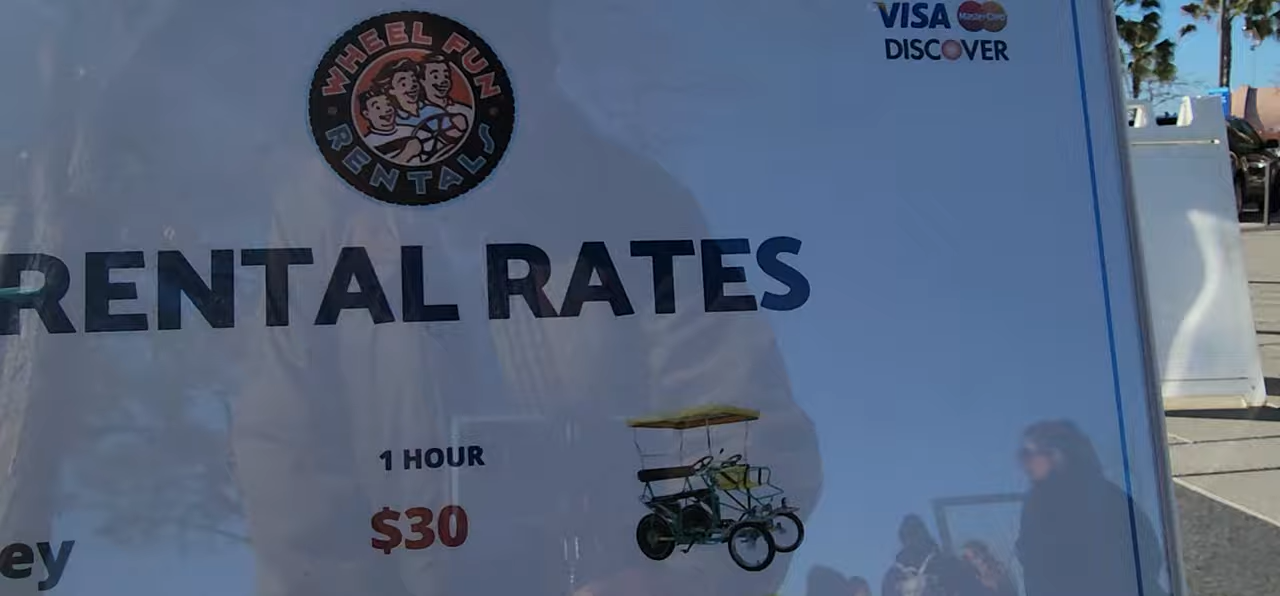 WHEEL FUN
RENTALS
VISA MasterCard
DISCOVER
RENTAL RATES
1 HOUR
$30
ey